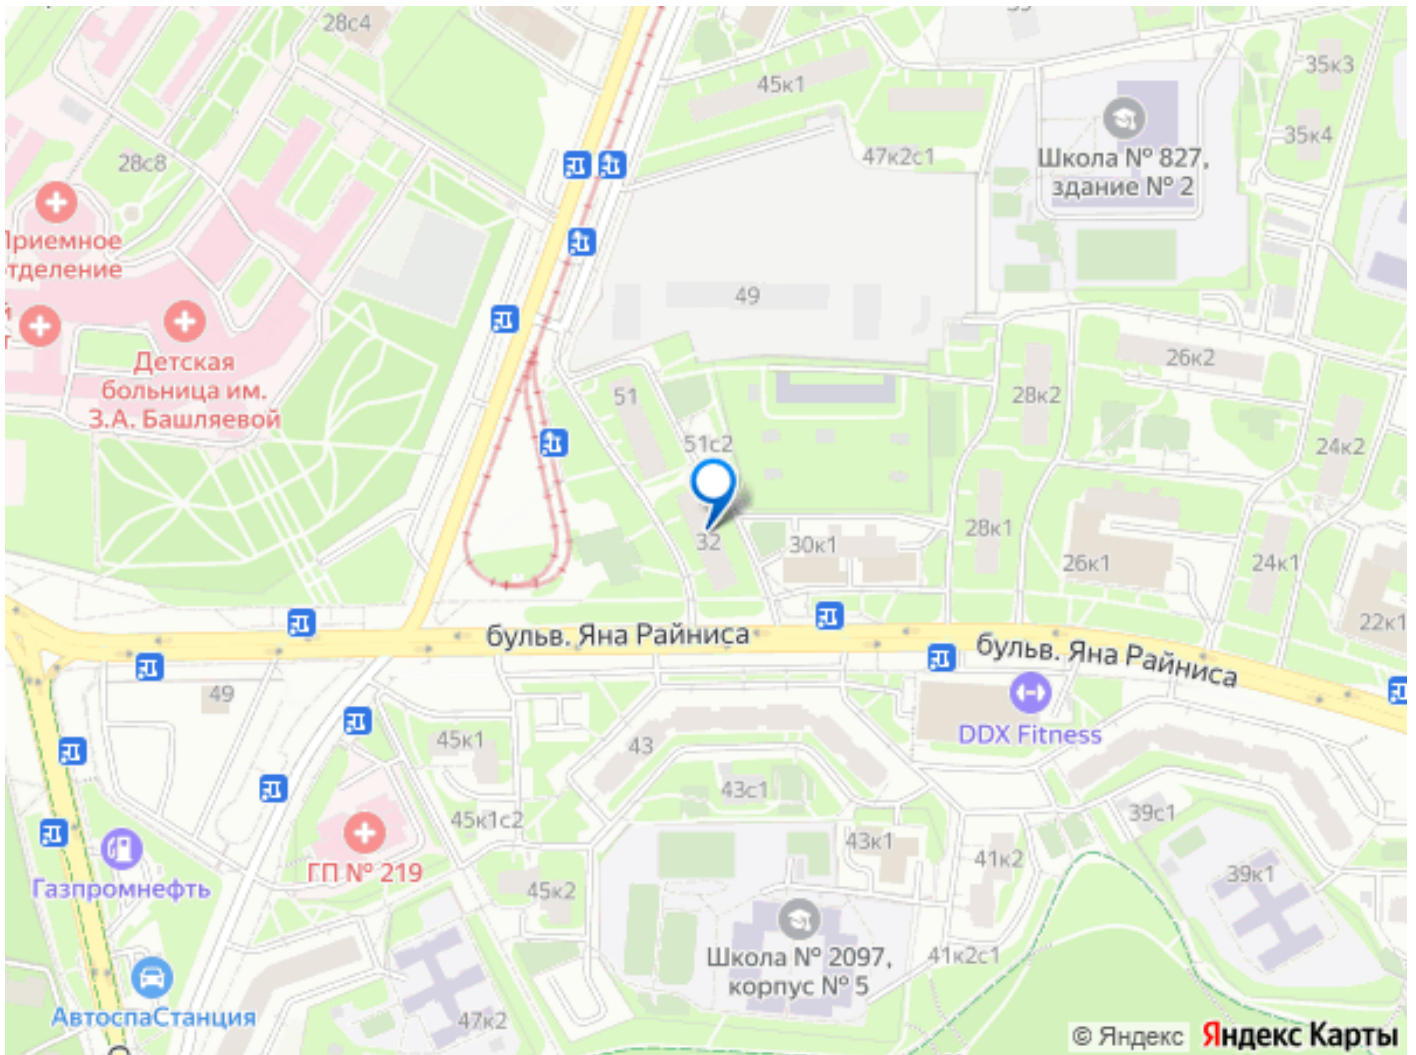 28с4
45к1
35к3
35к4
28с8
47к2с1
Школа № 827,
здание № 2
Приемное
отделение
49
Детская
больница им.
З.А. Башляевой
51
51с2
28к2
26к2
24к2
32
30к1
28к1
26к1
24к1
22к1
бульв. Яна Райниса
бульв. Яна Райниса
49
45к1
43
DDX Fitness
43с1
45к1с2
39с1
ГП № 219
43к1
41к2
Газпромнефть
45к2
39к1
Школа № 2097,
корпус № 5
41к2с1
АвтоспаСтанция
47к2
© Яндекс Яндекс Карты